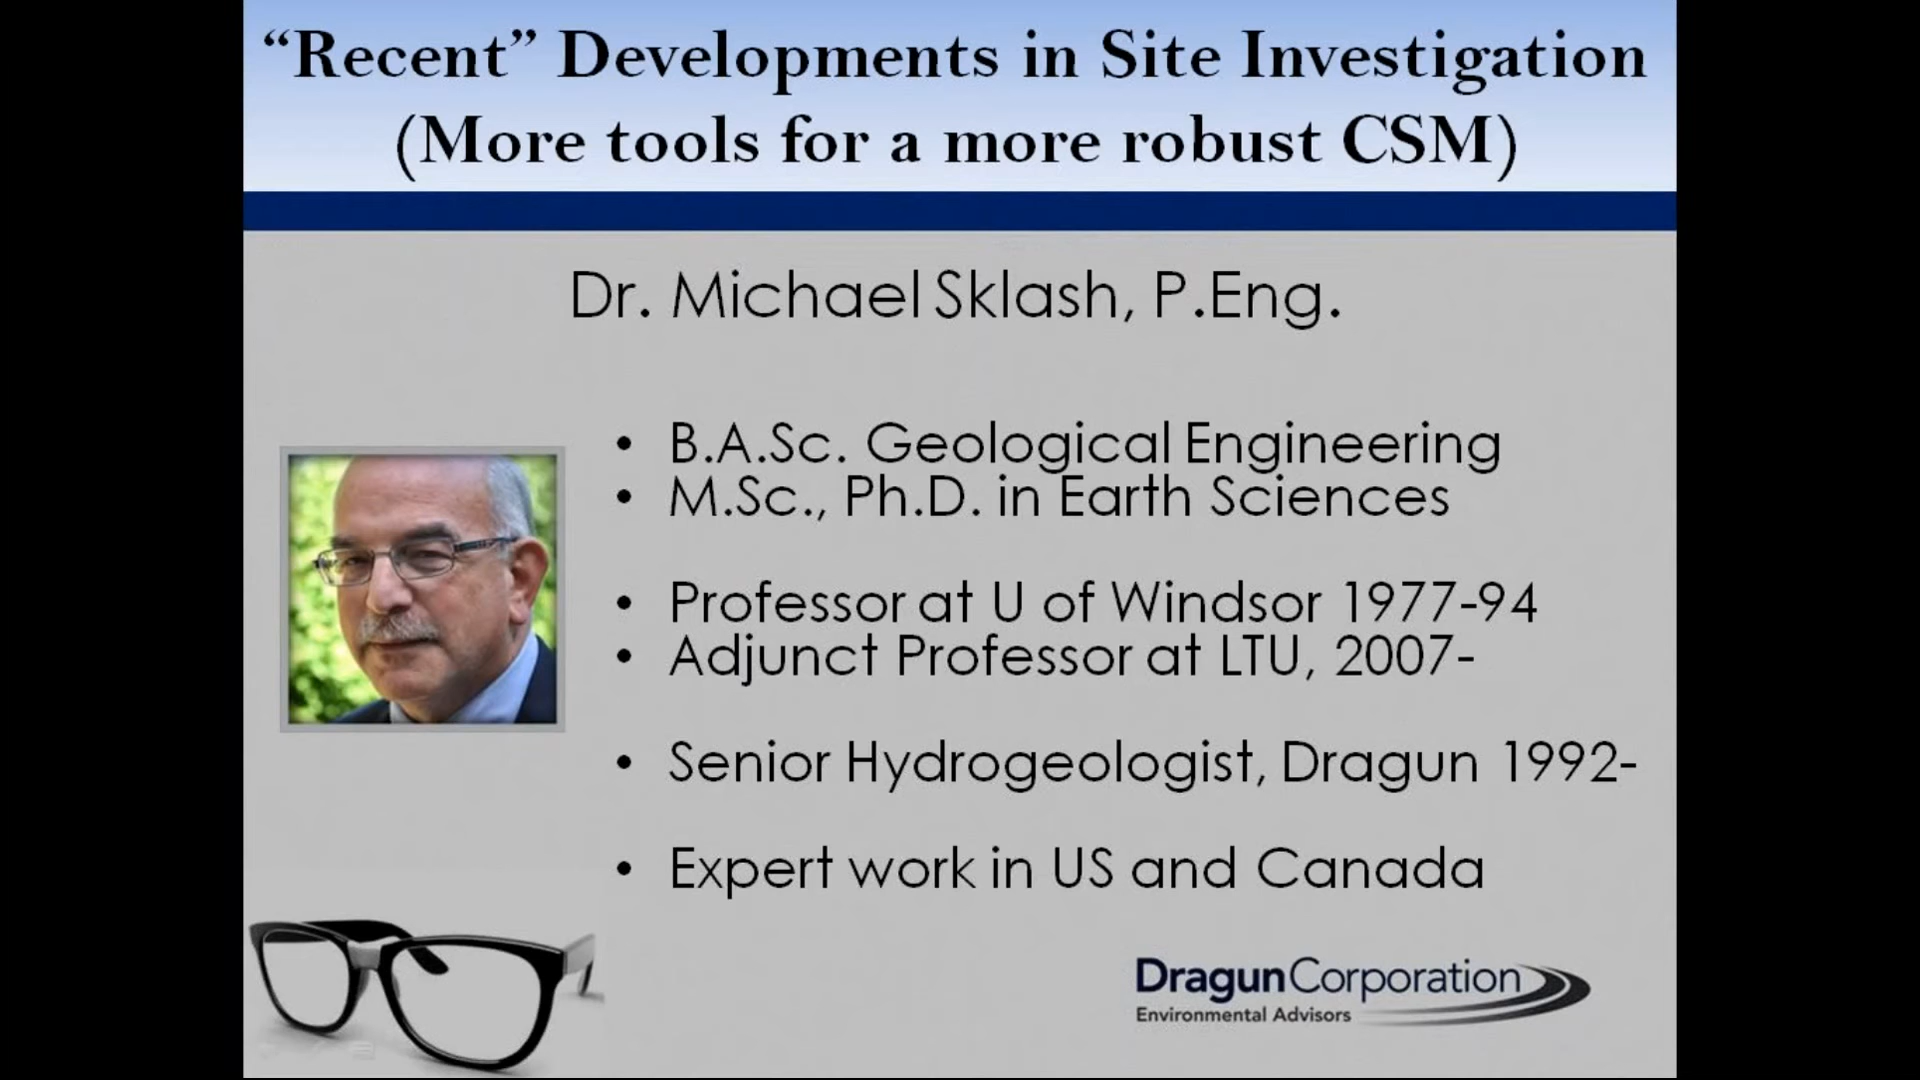 “Recent” Developments in Site Investigation
(More tools for a more robust CSM)
Dr. Michael Sklash, P.Eng.
• B.A.Sc. Geological Engineering
• M.Sc., Ph.D. in Earth Sciences
• Professor at U of Windsor 1977-94
• Adjunct Professor at LTU, 2007-
• Senior Hydrogeologist, Dragun 1992-
• Expert work in US and Canada
DragunCorporation
Environmental Advisors